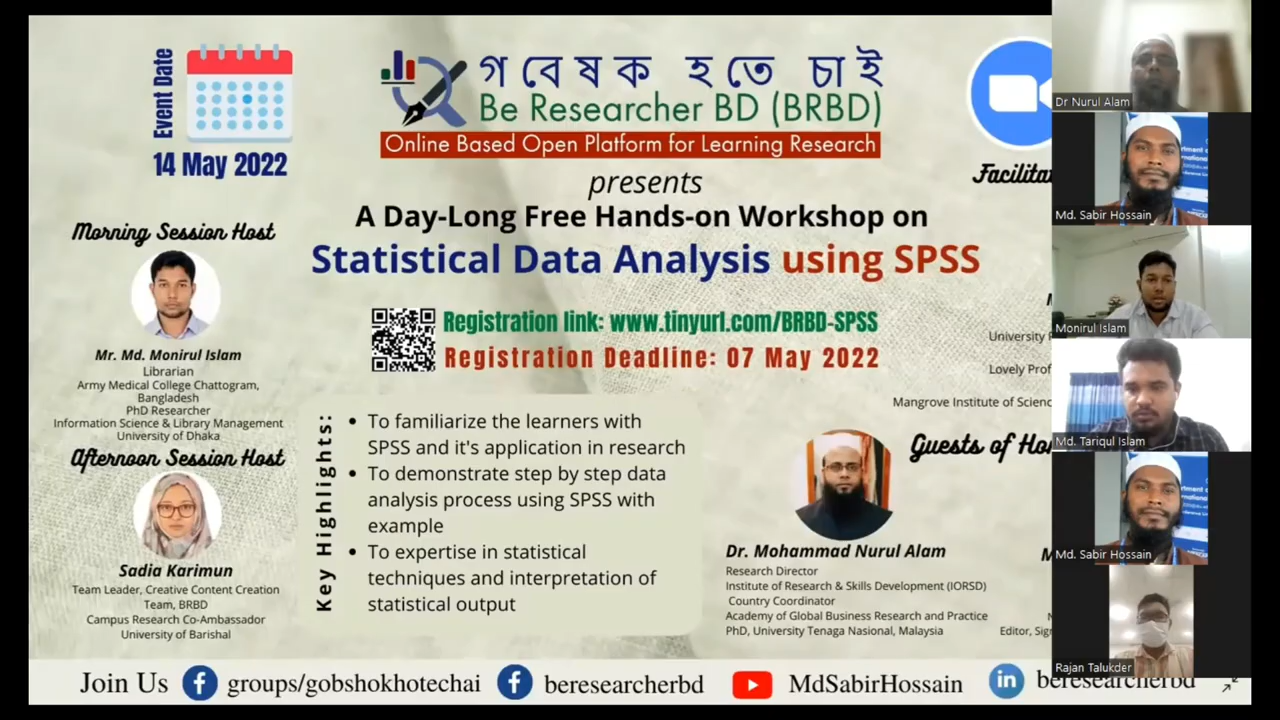 Event Date
14 May 2022
গবেষক হতে চাই
Be Researcher BD (BRBD)
Online Based Open Platform for Learning Research
presents
A Day-Long Free Hands-on Workshop on
Statistical Data Analysis using SPSS
Registration link: www.tinyurl.com/BRBD-SPSS
Registration Deadline: 07 May 2022
Morning Session Host
Mr. Md. Monirul Islam
Librarian
Army Medical College Chattogram,
Bangladesh
PhD Researcher
Information Science & Library Management
University of Dhaka
Afternoon Session Host
Sadia Karimun
Team Leader, Creative Content Creation
Team, BRBD
Campus Research Co-Ambassador
University of Barishal
Key Highlights:
• To familiarize the learners with
SPSS and it's application in research
• To demonstrate step by step data
analysis process using SPSS with
example
• To expertise in statistical
techniques and interpretation of
statistical output
University
Lovely
Mangrove Institute of
Guests of
Dr. Mohammad Nurul Alam
Research Director
Institute of Research & Skills Development (IORSD)
Country Coordinator
Academy of Global Business Research and Practice
PhD, University Tenaga Nasional, Malaysia
Editor,
Join Us groups/gobshokhotechai beresearcherbd MdSabirHossain beresearcherbd
Dr Nurul Alam
Md. Sabir Hossain
Monirul Islam
Md. Tariqul Islam
Md. Sabir Hossain
Rajan Talukder